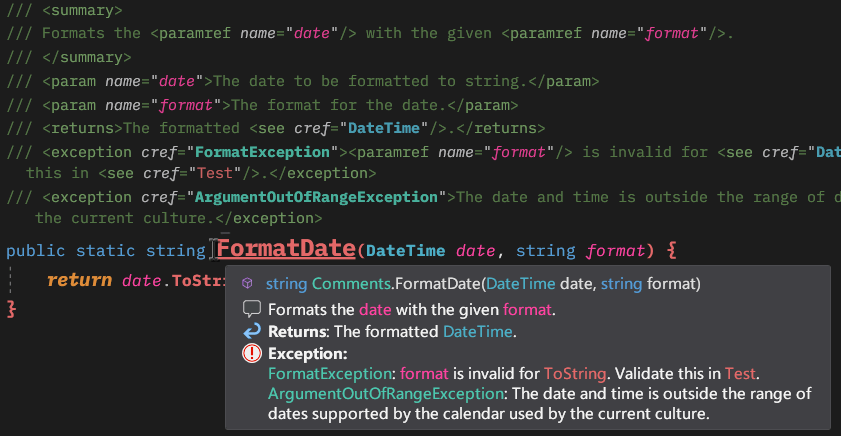 /// <summary>
/// Formats the <paramref name="date"/> with the given <paramref name="format"/>.
/// </summary>
/// <param name="date">The date to be formatted to string.</param>
/// <param name="format">The format for the date.</param>
/// <returns>The formatted <see cref="DateTime"/>.</returns>
/// <exception cref="FormatException"><paramref name="format"/> is invalid for <see cref="Dat
this in <see cref="Test"/>.</exception>
/// <exception cref="ArgumentOutOfRangeException">The date and time is outside the range of d
the current culture.</exception>
public static string FormatDate(DateTime date, string format) {
return date.ToStri
}
string Comments.FormatDate(DateTime date, string format)
Formats the date with the given format.
Returns: The formatted DateTime.
Exception:
FormatException: format is invalid for ToString. Validate this in Test.
ArgumentOutOfRangeException: The date and time is outside the range of
dates supported by the calendar used by the current culture.